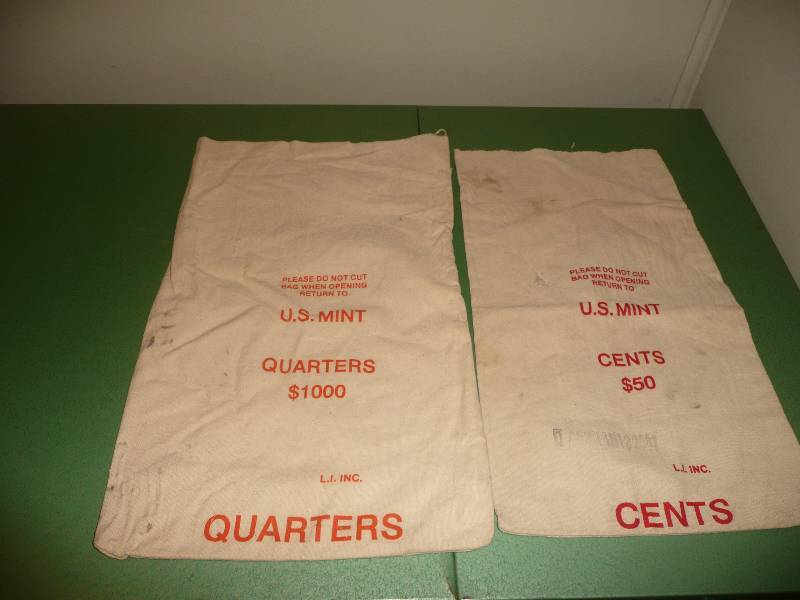 PLEASE DO NOT CUT
BAG WHEN OPENING
RETURN TO
U.S. MINT
QUARTERS
$1000
L.I. INC.
QUARTERS
PLEASE DO NOT CUT
BAG WHEN OPENING
RETURN TO
U.S. MINT
CENTS
$50
L.I. INC.
CENTS